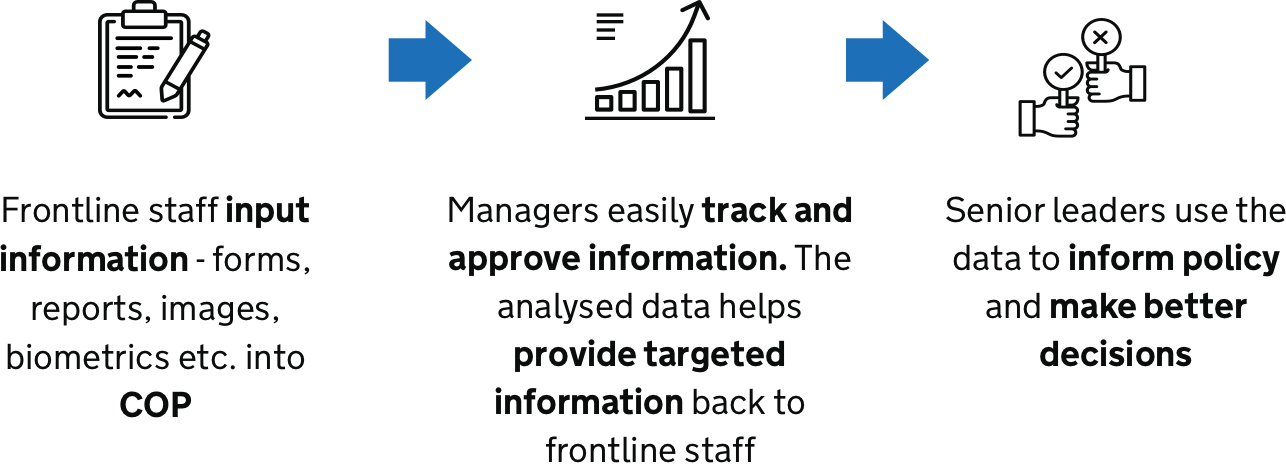 Frontline staff input
information - forms,
reports, images,
biometrics etc. into
COP
Managers easily track and
approve information. The
analysed data helps
provide targeted
information back to
frontline staff
Senior leaders use the
data to inform policy
and make better
decisions